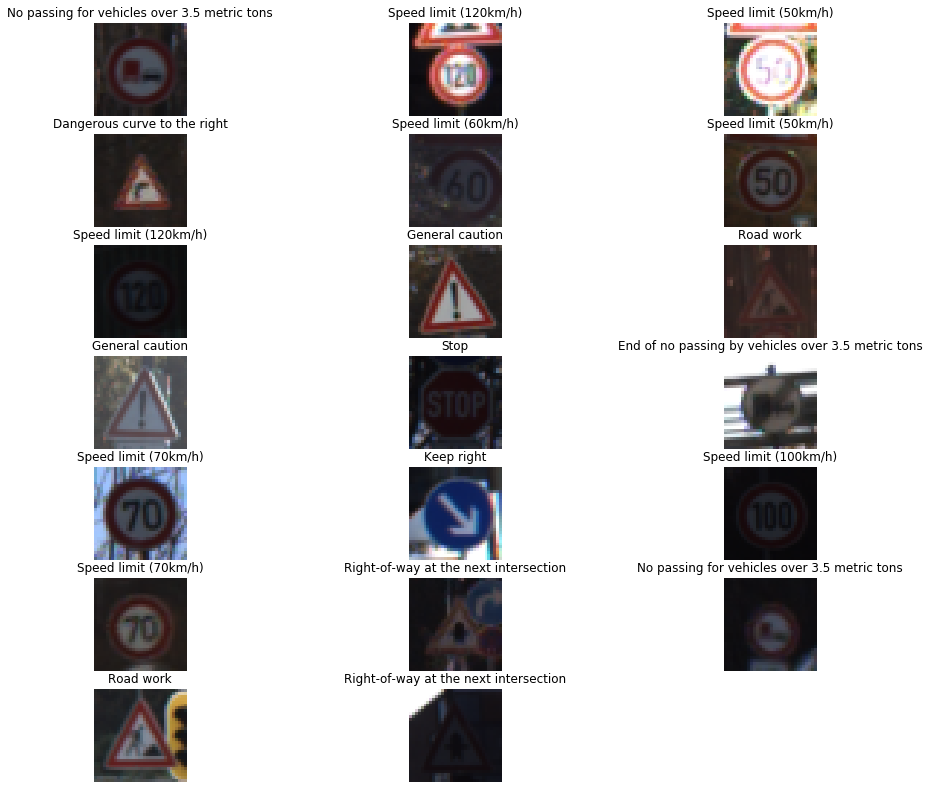 No passing for vehicles over 3.5 metric tons
Speed limit (120km/h)
Speed limit (50km/h)
120
50
Dangerous curve to the right
Speed limit (60km/h)
Speed limit (50km/h)
60
50
Speed limit (120km/h)
General caution
Road work
120
!
General caution
Stop
End of no passing by vehicles over 3.5 metric tons
!
STOP
Speed limit (70km/h)
Keep right
Speed limit (100km/h)
70
100
Speed limit (70km/h)
Right-of-way at the next intersection
No passing for vehicles over 3.5 metric tons
70
Road work
Right-of-way at the next intersection